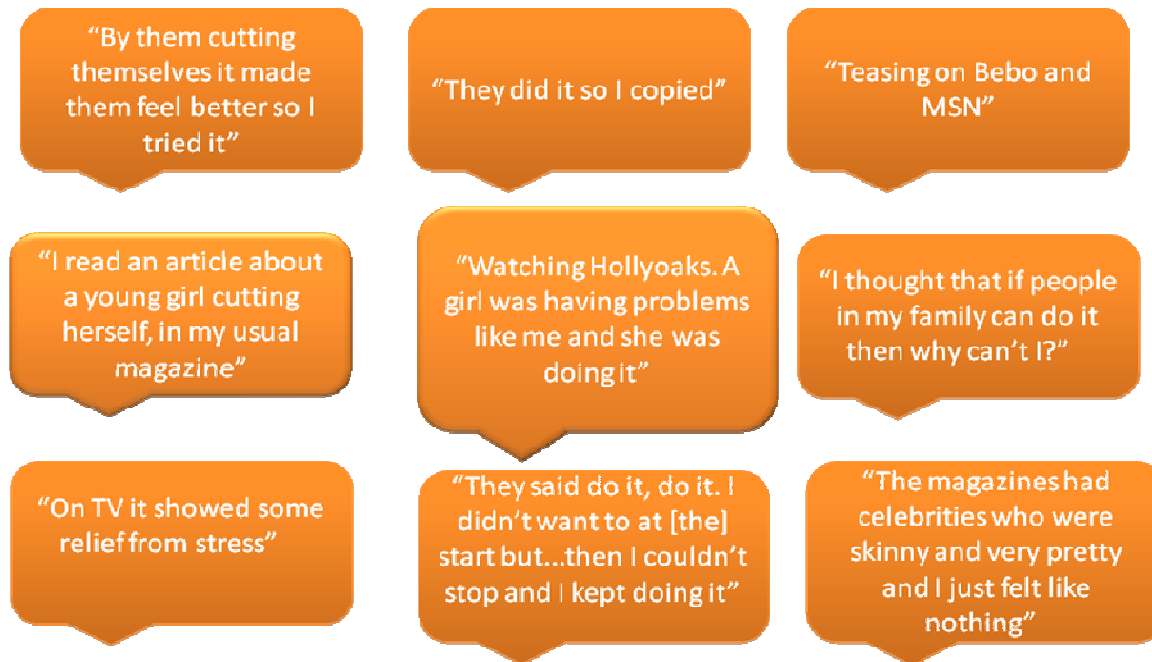 “By them cutting
themselves it made
them feel better so I
tried it”
“They did it so I copied”
“Teasing on Bebo and
MSN”
“I read an article about
a young girl cutting
herself, in my usual
magazine”
“Watching Hollyoaks. A
girl was having problems
like me and she was
doing it”
“I thought that if people
in my family can do it
then why can’t I?”
“On TV it showed some
relief from stress”
“They said do it, do it. I
didn’t want to at [the]
start but...then I couldn’t
stop and I kept doing it”
“The magazines had
celebrities who were
skinny and very pretty
and I just felt like
nothing”